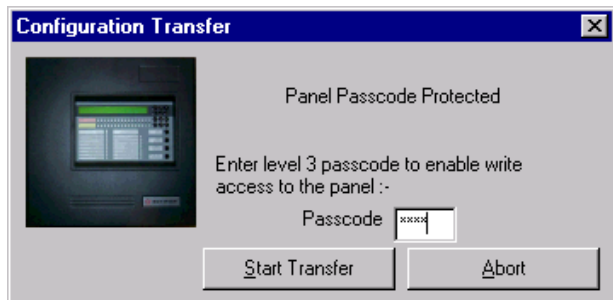 Configuration Transfer
Panel Passcode Protected
Enter level 3 passcode to enable write
access to the panel :-
Passcode ****
Start Transfer Abort